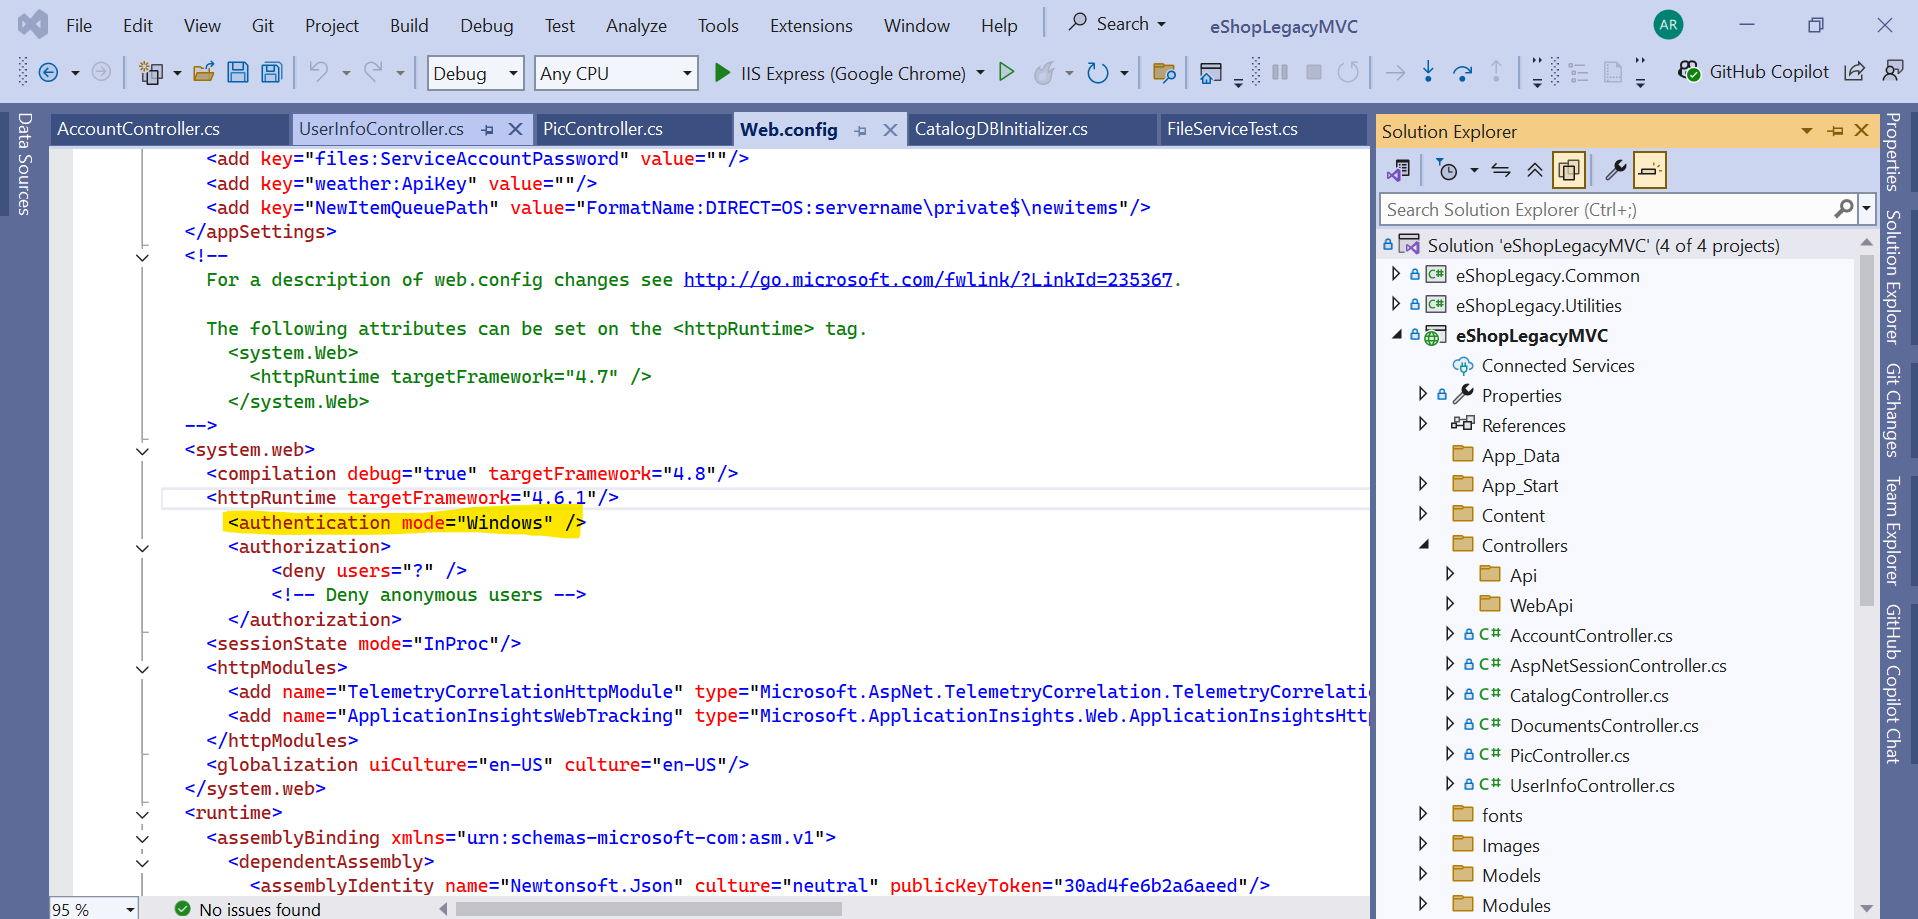 File Edit View Git Project Build Debug Test Analyze Tools Extensions Window Help Search eShopLegacyMVC AR
Debug Any CPU IIS Express (Google Chrome) GitHub Copilot
Data Sources
AccountController.cs UserInfoController.cs PicController.cs Web.config CatalogDBInitializer.cs FileServiceTest.cs
<add key="files:ServiceAccountPassword" value=""/>
<add key="weather:ApiKey" value=""/>
<add key="NewItemQueuePath" value="FormatName:DIRECT=OS:servername\private$\newitems"/>
</appSettings>
<!--
For a description of web.config changes see http://go.microsoft.com/fwlink/?LinkId=235367.
The following attributes can be set on the <httpRuntime> tag.
<system.Web>
<httpRuntime targetFramework="4.7" />
</system.Web>
-->
<system.web>
<compilation debug="true" targetFramework="4.8"/>
<httpRuntime targetFramework="4.6.1"/>
<authentication mode="Windows" />
<authorization>
<deny users="?" />
<!-- Deny anonymous users -->
</authorization>
<sessionState mode="InProc"/>
<httpModules>
<add name="TelemetryCorrelationHttpModule" type="Microsoft.AspNet.TelemetryCorrelation.TelemetryCorrelatio
<add name="ApplicationInsightsWebTracking" type="Microsoft.ApplicationInsights.Web.ApplicationInsightsHtt
</httpModules>
<globalization uiCulture="en-US" culture="en-US"/>
</system.web>
<runtime>
<assemblyBinding xmlns="urn:schemas-microsoft-com:asm.v1">
<dependentAssembly>
<assemblyIdentity name="Newtonsoft.Json" culture="neutral" publicKeyToken="30ad4fe6b2a6aeed"/>
95 % No issues found
Solution Explorer
Search Solution Explorer (Ctrl+;)
Solution 'eShopLegacyMVC' (4 of 4 projects)
eShopLegacy.Common
eShopLegacy.Utilities
eShopLegacyMVC
Connected Services
Properties
References
App_Data
App_Start
Content
Controllers
Api
WebApi
C# AccountController.cs
C# AspNetSessionController.cs
C# CatalogController.cs
C# DocumentsController.cs
C# PicController.cs
C# UserInfoController.cs
fonts
Images
Models
Modules
Properties
Solution Explorer
Git Changes
Team Explorer
GitHub Copilot Chat